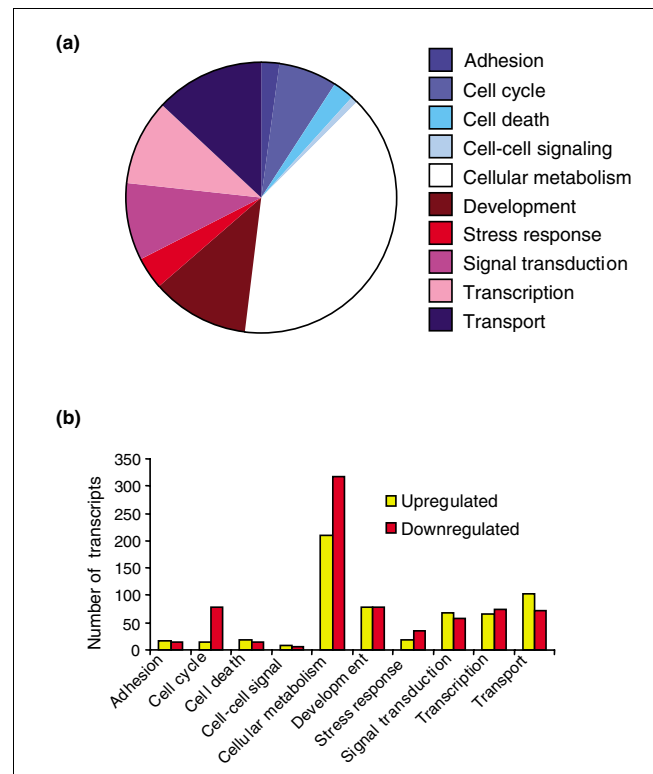 (a)
Adhesion
Cell cycle
Cell death
Cell-cell signaling
Cellular metabolism
Development
Stress response
Signal transduction
Transcription
Transport
(b)
350
300
250
200
150
100
50
0
Number of transcripts
Upregulated
Downregulated
Adhesion
Cell cycle
Cell death
Cell-cell signal
Cellular metabolism
Development
Stress response
Signal transduction
Transcription
Transport